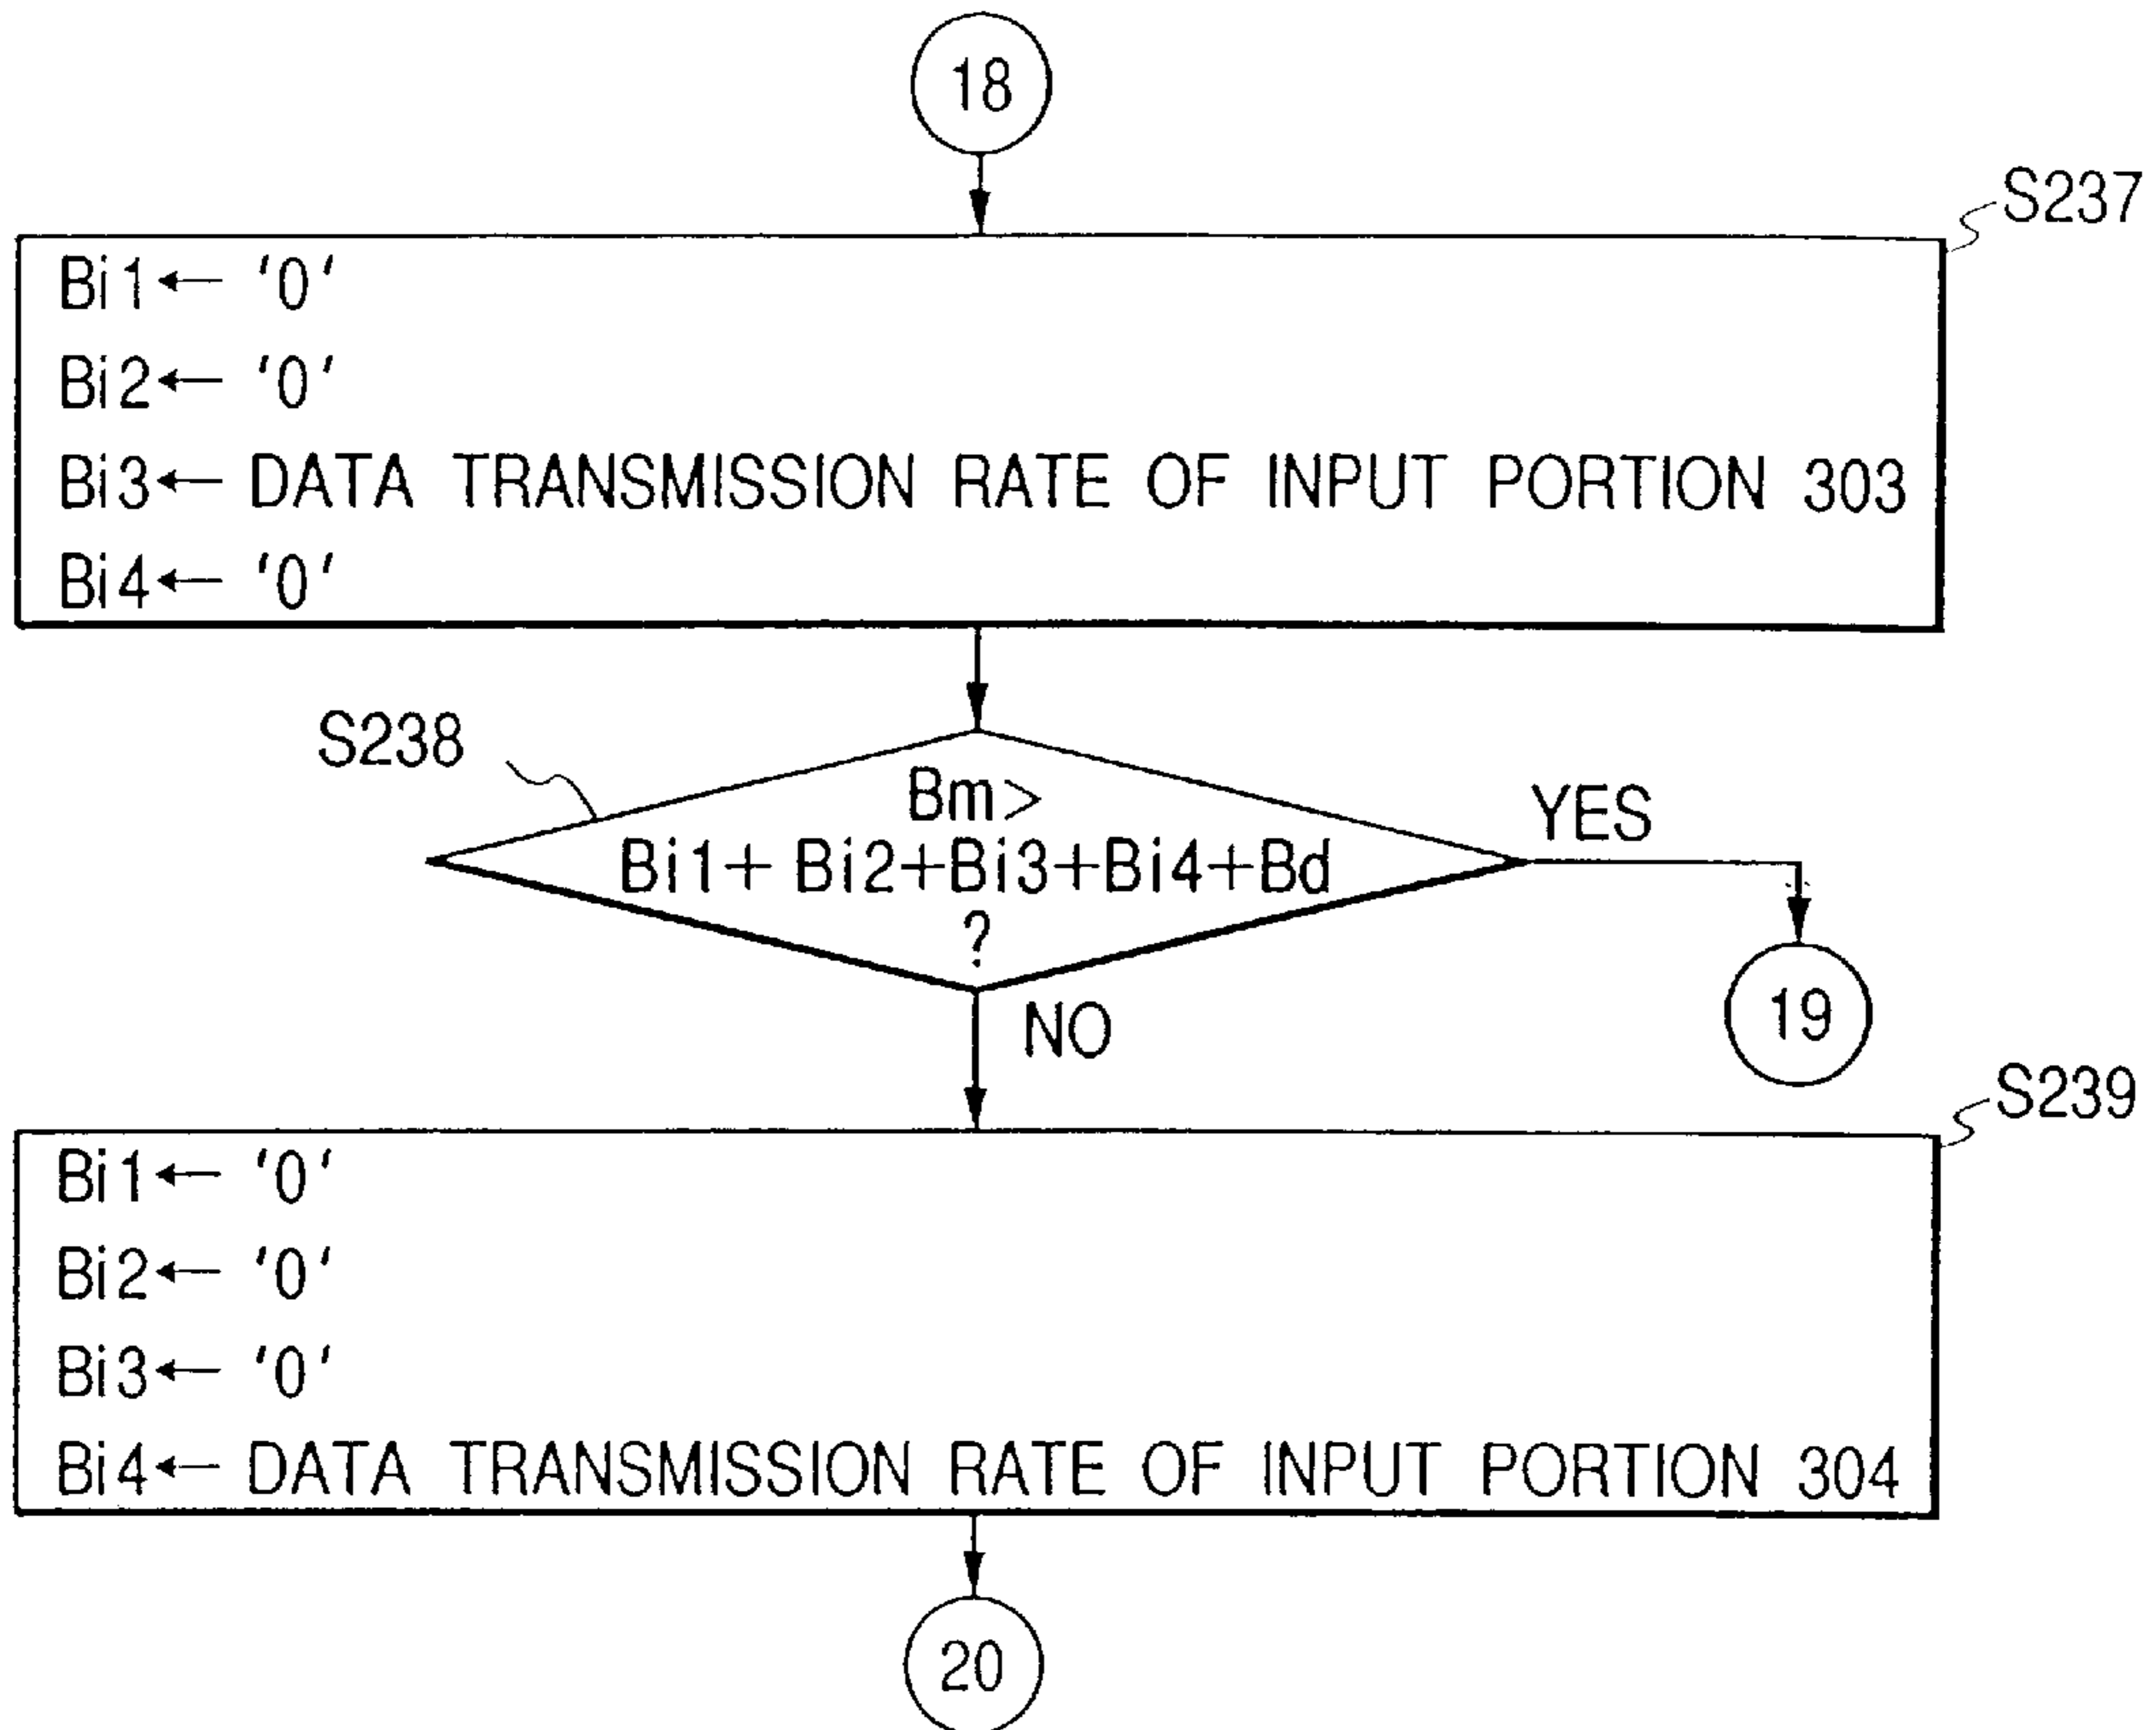 18
S237
Bi1← '0'
Bi2← '0'
Bi3← DATA TRANSMISSION RATE OF INPUT PORTION 303
Bi4← '0'
S238
Bm>
Bi1+ Bi2+Bi3+Bi4+Bd
?
YES
19
NO
S239
Bi1← '0'
Bi2← '0'
Bi3← '0'
Bi4← DATA TRANSMISSION RATE OF INPUT PORTION 304
20